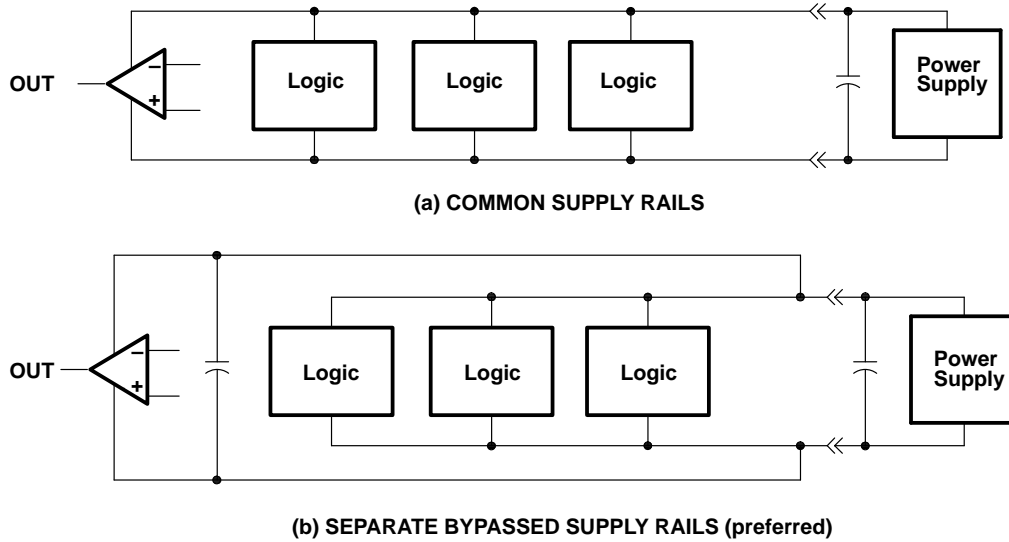 OUT
−
+
Logic
Logic
Logic
Power
Supply
(a) COMMON SUPPLY RAILS
OUT
−
+
Logic
Logic
Logic
Power
Supply
(b) SEPARATE BYPASSED SUPPLY RAILS (preferred)